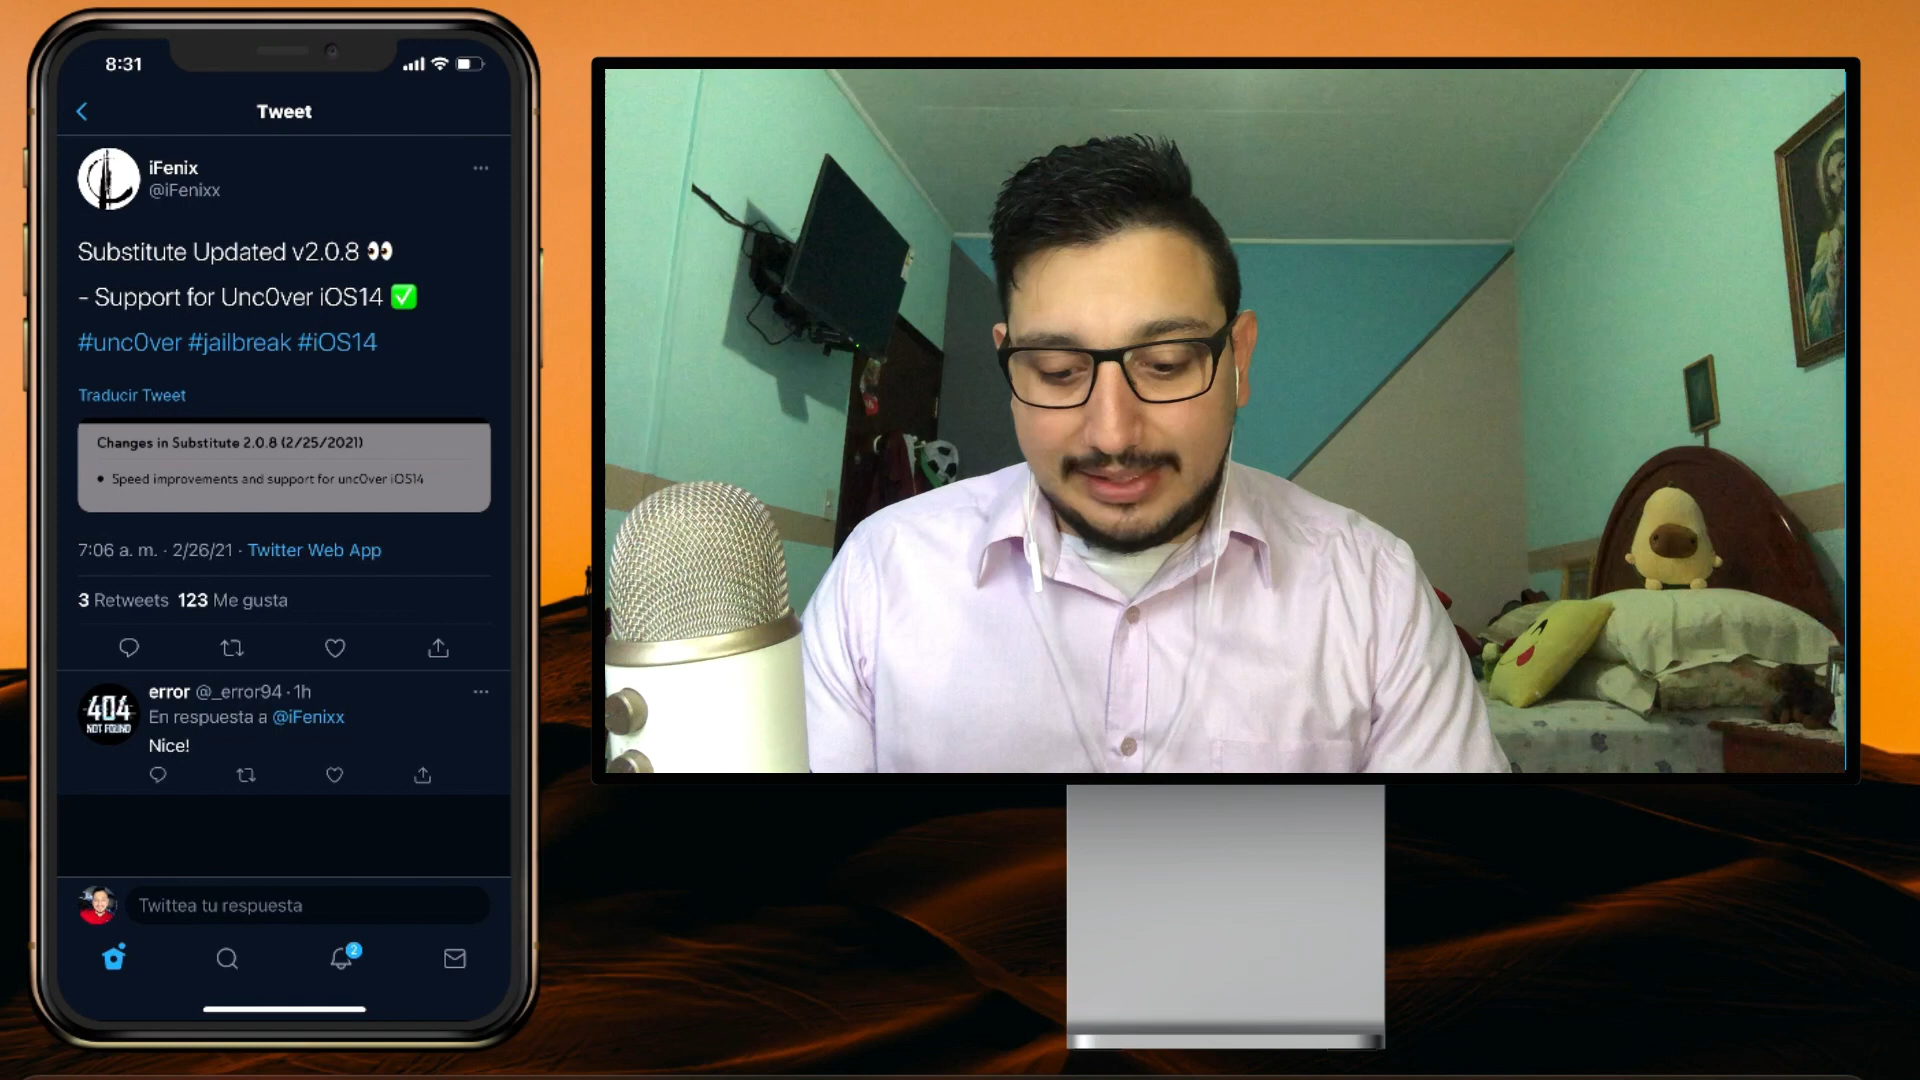 8:31
Tweet
iFenix
@iFenixx
Substitute Updated v2.0.8 👀
- Support for Unc0ver iOS14 ✅
#unc0ver #jailbreak #iOS14
Traducir Tweet
Changes in Substitute 2.0.8 (2/25/2021)
• Speed improvements and support for unc0ver iOS14
7:06 a. m. · 2/26/21 · Twitter Web App
3 Retweets 123 Me gusta
404
NOT FOUND
error @_error94 · 1h
En respuesta a @iFenixx
Nice!
Twittea tu respuesta
2